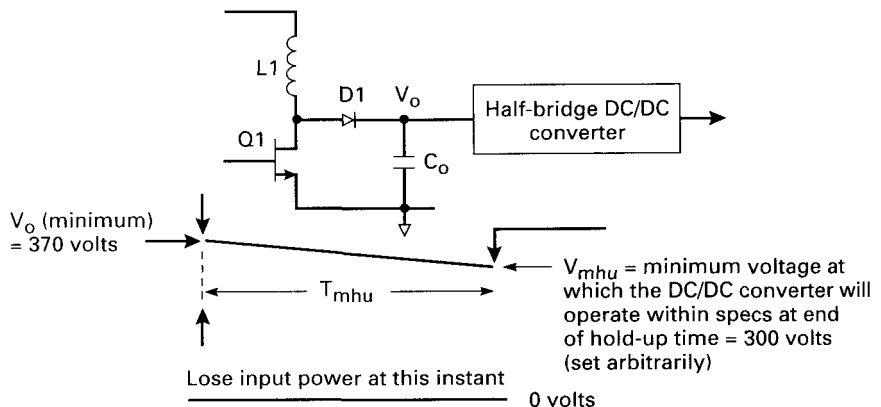 L1
D1
Vo
Half-bridge DC/DC
converter
Q1
Co
Vo (minimum)
= 370 volts
Tmhu
Vmhu = minimum voltage at
which the DC/DC converter will
operate within specs at end
of hold-up time = 300 volts
(set arbitrarily)
Lose input power at this instant
0 volts